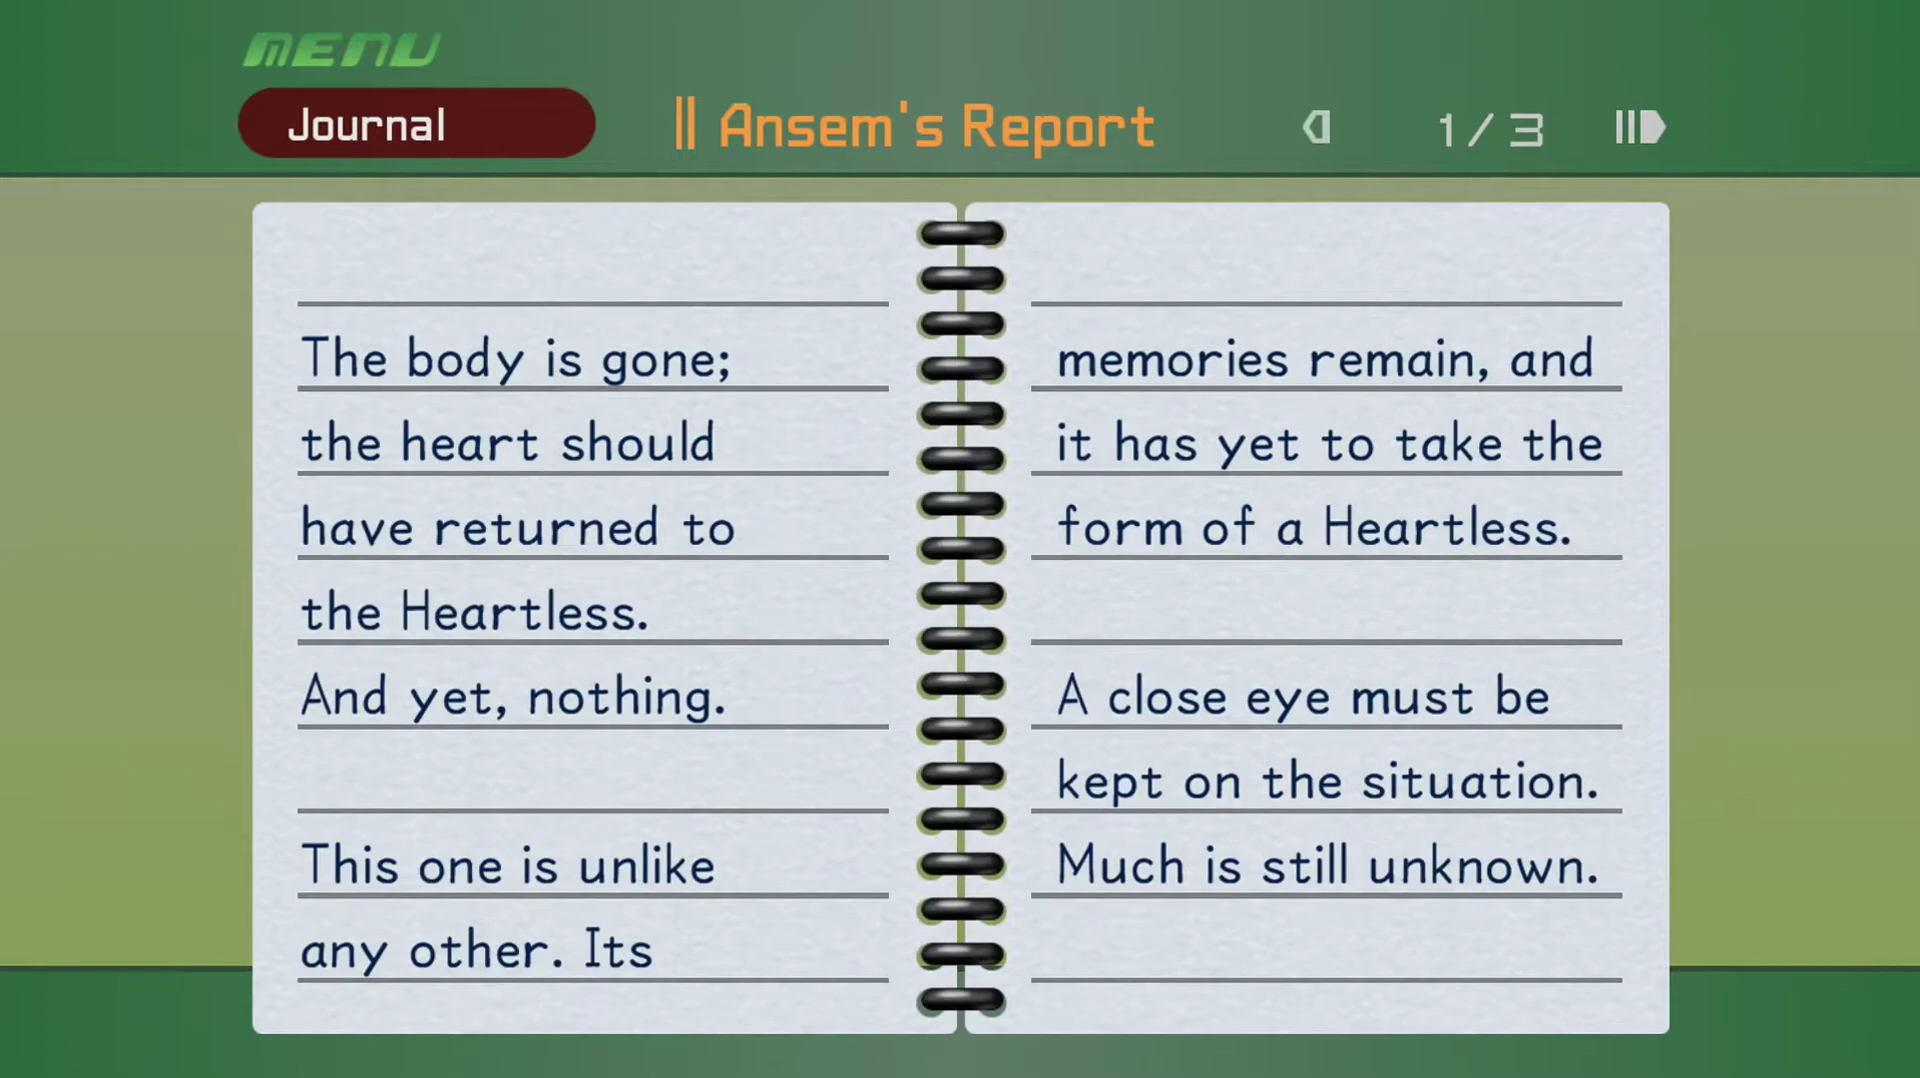 MENU
Journal
Ansem's Report
1/3
The body is gone;
the heart should
have returned to
the Heartless.
And yet, nothing.
This one is unlike
any other. Its
memories remain, and
it has yet to take the
form of a Heartless.
A close eye must be
kept on the situation.
Much is still unknown.